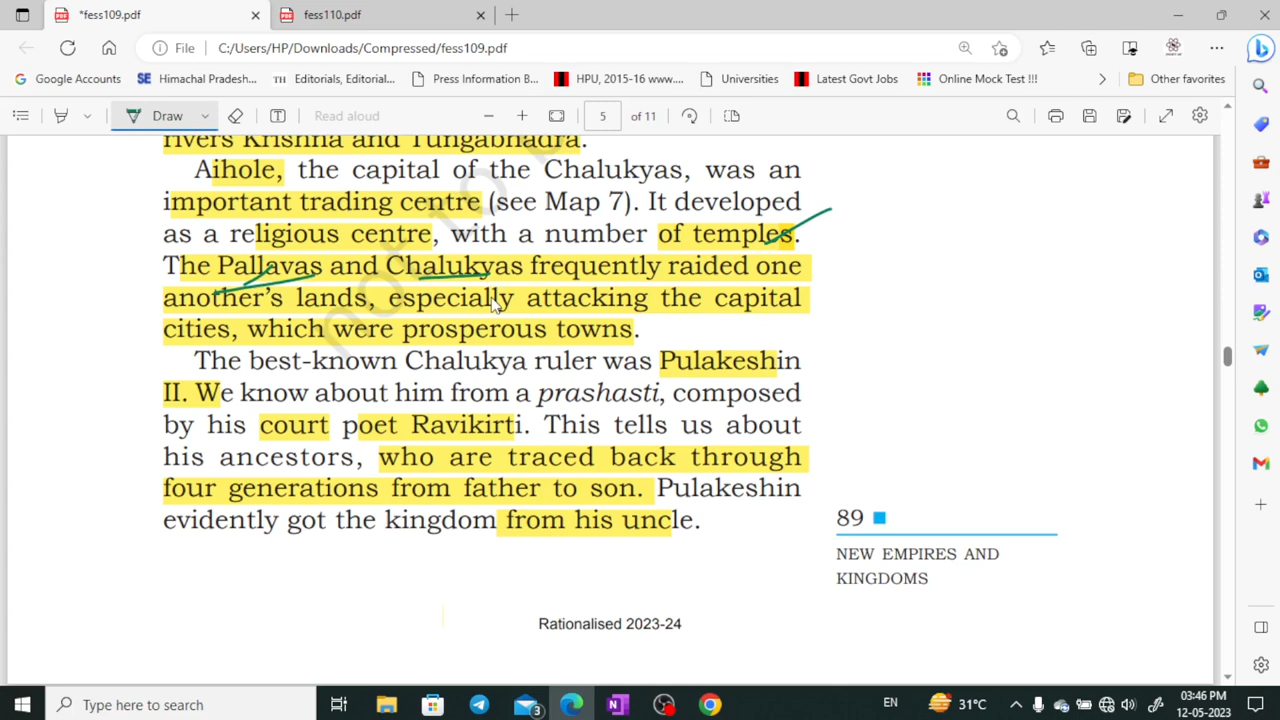 *fess109.pdf
fess110.pdf
File
C:/Users/HP/Downloads/Compressed/fess109.pdf
Google Accounts
SE Himachal Pradesh...
TH Editorials, Editorial...
Press Information B...
HPU, 2015-16 www....
Universities
Latest Govt Jobs
Online Mock Test !!!
Other favorites
Draw
Read aloud
5 of 11
rivers Krishna and Tungabhadra.
Aihole, the capital of the Chalukyas, was an
important trading centre (see Map 7). It developed
as a religious centre, with a number of temples.
The Pallavas and Chalukyas frequently raided one
another's lands, especially attacking the capital
cities, which were prosperous towns.
The best-known Chalukya ruler was Pulakeshin
II. We know about him from a prashasti, composed
by his court poet Ravikirti. This tells us about
his ancestors, who are traced back through
four generations from father to son. Pulakeshin
evidently got the kingdom from his uncle.
89
NEW EMPIRES AND
KINGDOMS
Rationalised 2023-24
not to b
Type here to search
3
N
EN
31°C
03:46 PM
12-05-2023